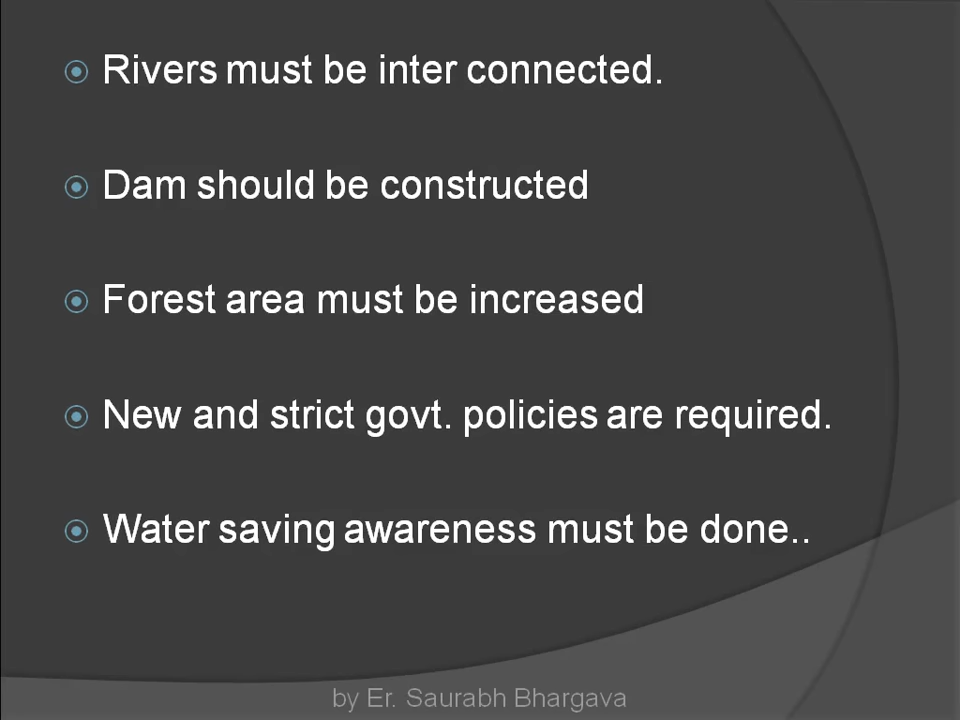 Rivers must be inter connected.
Dam should be constructed
Forest area must be increased
New and strict govt. policies are required.
Water saving awareness must be done..
by Er. Saurabh Bhargava